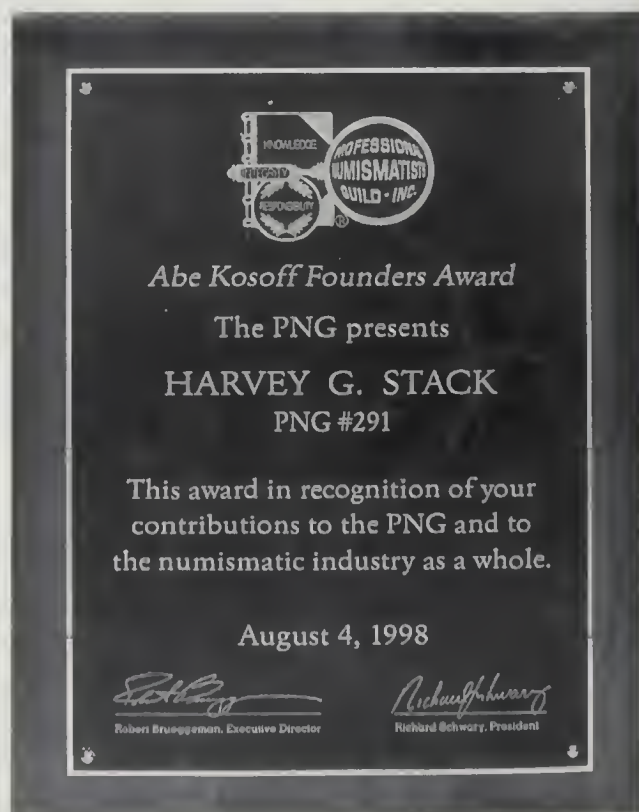 KNOWLEDGE
INTEGRITY
RESPONSIBILITY
PROFESSIONAL
NUMISMATISTS
GUILD - INC.
®
Abe Kosoff Founders Award
The PNG presents
HARVEY G. STACK
PNG #291
This award in recognition of your
contributions to the PNG and to
the numismatic industry as a whole.
August 4, 1998
Robert Brueggeman, Executive Director
Richard Schwary, President